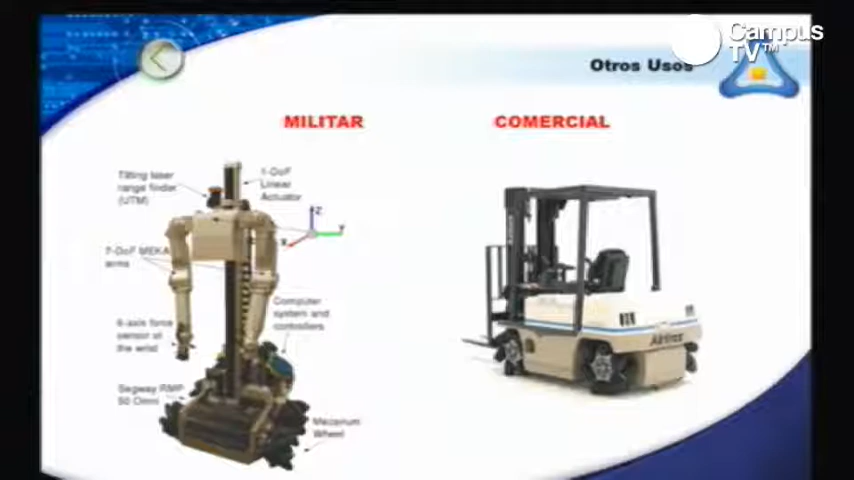 Campus
TV™
Otros Usos
MILITAR
COMERCIAL
Tilting laser
range finder
(UTM)
1-DoF
Linear
Actuator
Z
Y
X
7-DoF MEKA
arms
Computer
system and
controllers
6-axis force
sensor at
the wrist
Segway RMP
50 Omni
Mecanum
Wheel
Airtrax